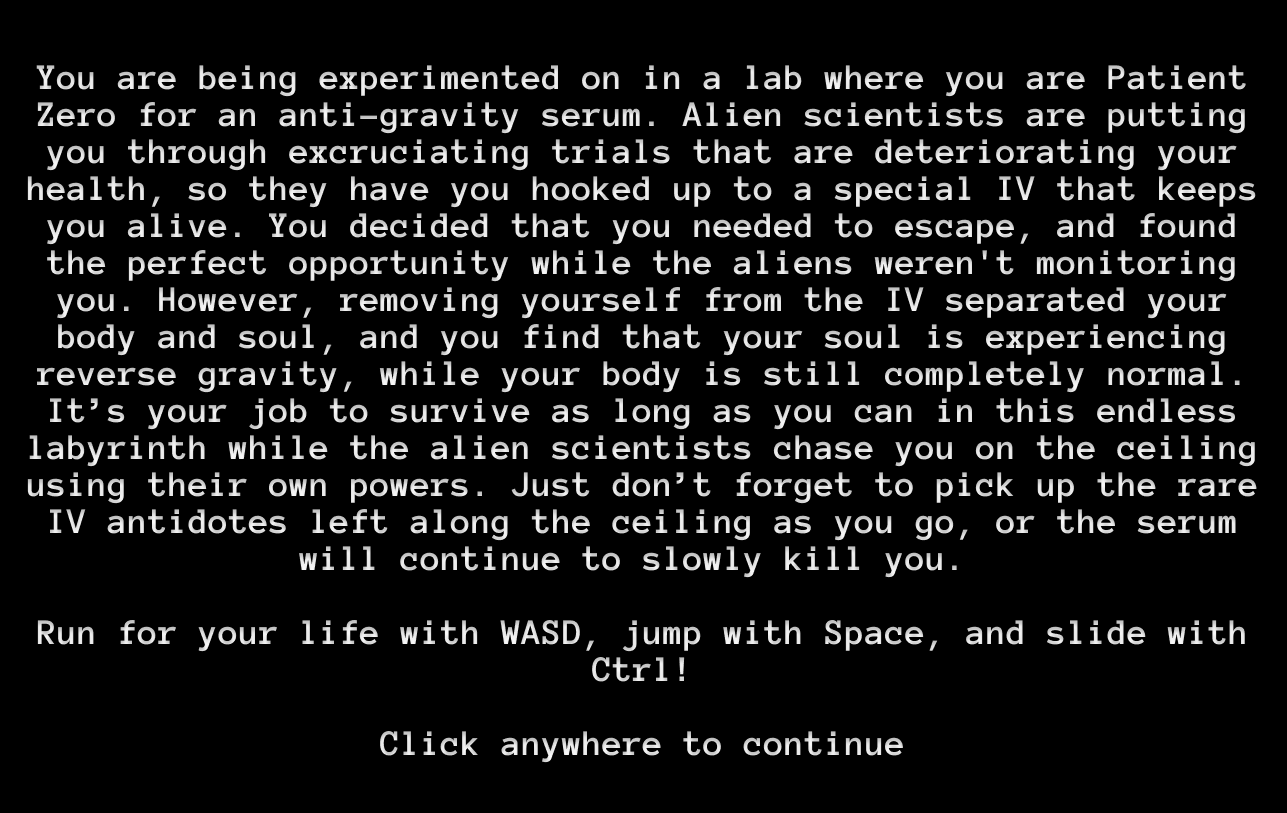 You are being experimented on in a lab where you are Patient
Zero for an anti-gravity serum. Alien scientists are putting
you through excruciating trials that are deteriorating your
health, so they have you hooked up to a special IV that keeps
you alive. You decided that you needed to escape, and found
the perfect opportunity while the aliens weren't monitoring
you. However, removing yourself from the IV separated your
body and soul, and you find that your soul is experiencing
reverse gravity, while your body is still completely normal.
It’s your job to survive as long as you can in this endless
labyrinth while the alien scientists chase you on the ceiling
using their own powers. Just don’t forget to pick up the rare
IV antidotes left along the ceiling as you go, or the serum
will continue to slowly kill you.
Run for your life with WASD, jump with Space, and slide with
Ctrl!
Click anywhere to continue